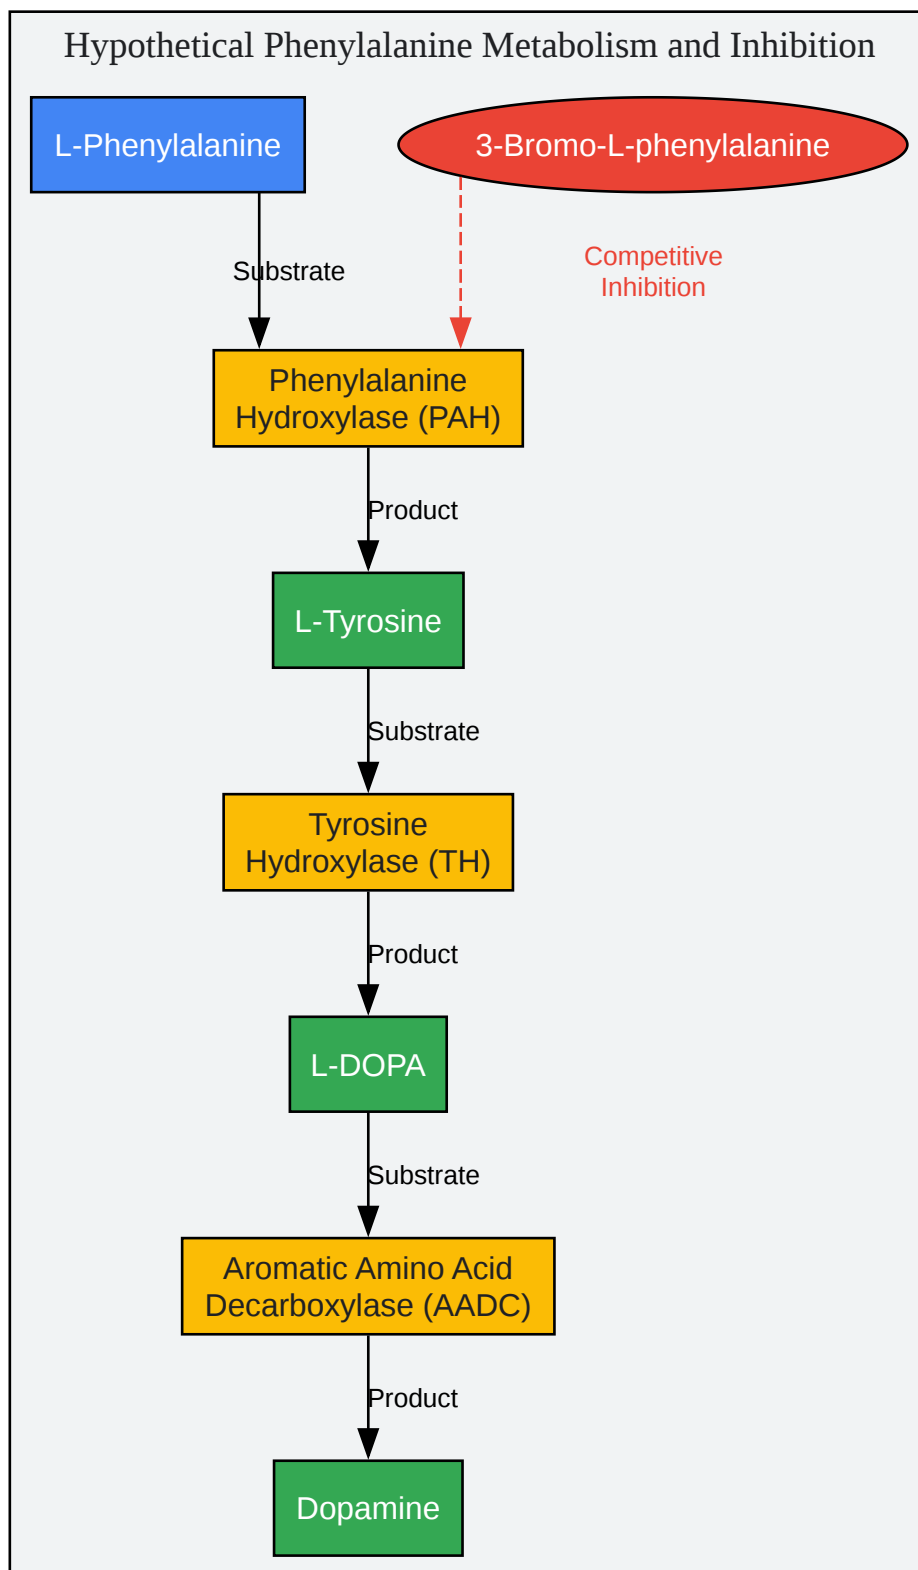 Hypothetical Phenylalanine Metabolism and Inhibition
L-Phenylalanine
3-Bromo-L-phenylalanine
Substrate
Competitive
Inhibition
Phenylalanine
Hydroxylase (PAH)
Product
L-Tyrosine
Substrate
Tyrosine
Hydroxylase (TH)
Product
L-DOPA
Substrate
Aromatic Amino Acid
Decarboxylase (AADC)
Product
Dopamine